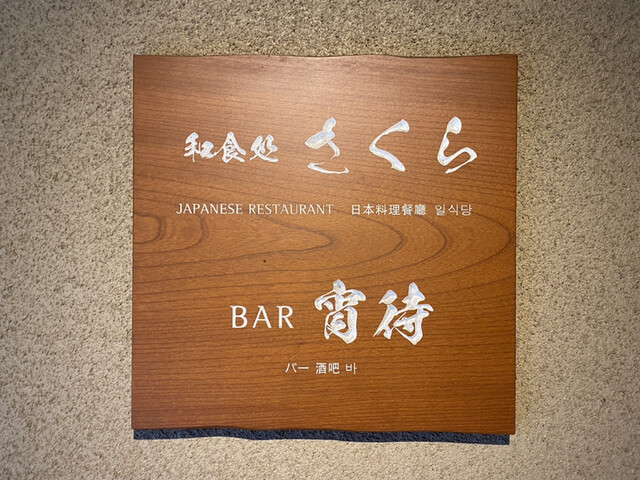 和食処 さくら
JAPANESE RESTAURANT 日本料理餐廳 일식당
BAR 宵待
バー 酒吧 바